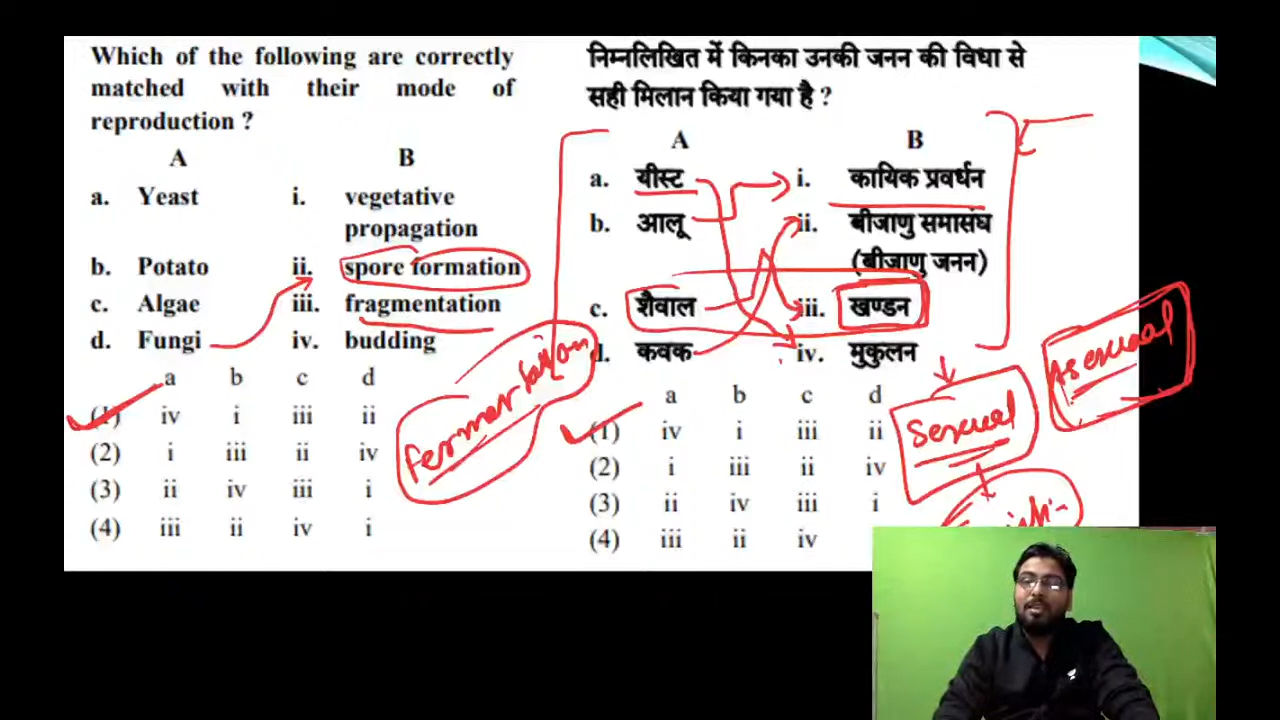 Which of the following are correctly
matched with their mode of
reproduction ?
A B
a. Yeast i. vegetative
propagation
b. Potato ii. spore formation
c. Algae iii. fragmentation
d. Fungi iv. budding
a b c d
(1) iv i iii ii
(2) i iii ii iv
(3) ii iv iii i
(4) iii ii iv i
निम्नलिखित में किनका उनकी जनन की विधा से
सही मिलान किया गया है ?
A B
a. यीस्ट i. कायिक प्रवर्धन
b. आलू ii. बीजाणु समासंघ
(बीजाणु जनन)
c. शैवाल iii. खण्डन
d. कवक iv. मुकुलन
a b c d
(1) iv i iii ii
(2) i iii ii iv
(3) ii iv iii i
(4) iii ii iv
fermentation
Sexual
Asexual